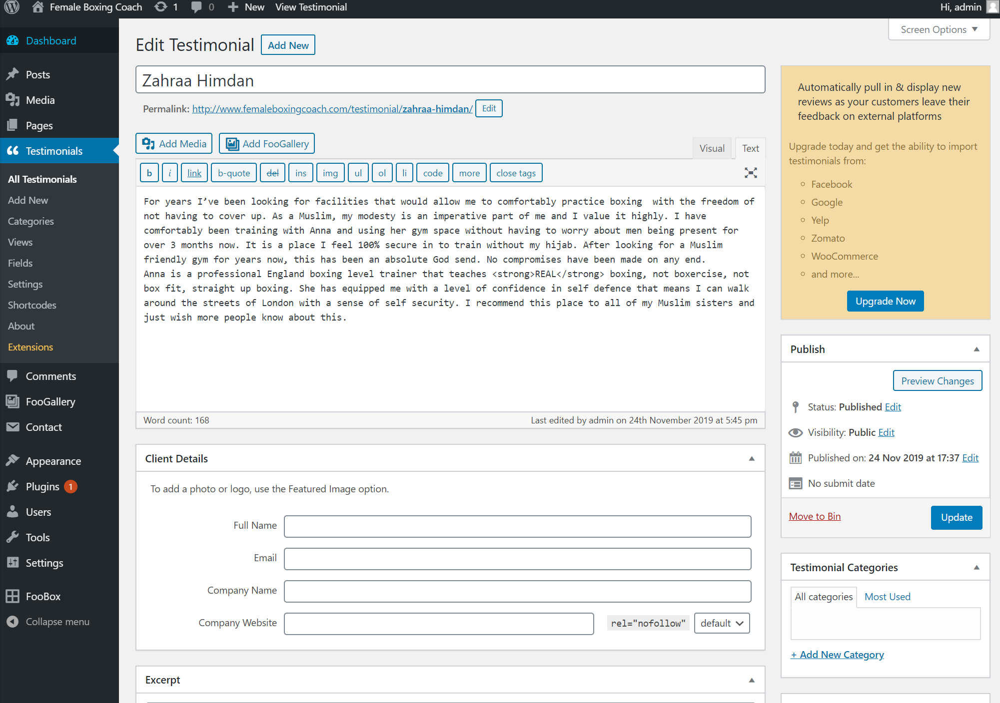 Female Boxing Coach 1 0 New View Testimonial Hi, admin
Screen Options
Dashboard
Posts
Media
Pages
Testimonials
All Testimonials
Add New
Categories
Views
Fields
Settings
Shortcodes
About
Extensions
Comments
FooGallery
Contact
Appearance
Plugins 1
Users
Tools
Settings
FooBox
Collapse menu
Edit Testimonial Add New
Zahraa Himdan
Permalink: http://www.femaleboxingcoach.com/testimonial/zahraa-himdan/ Edit
Add Media Add FooGallery Visual Text
b i link b-quote del ins img ul ol li code more close tags
For years I’ve been looking for facilities that would allow me to comfortably practice boxing  with the freedom of
not having to cover up. As a Muslim, my modesty is an imperative part of me and I value it highly. I have
comfortably been training with Anna and using her gym space without having to worry about men being present for
over 3 months now. It is a place I feel 100% secure in to train without my hijab. After looking for a Muslim
friendly gym for years now, this has been an absolute God send. No compromises have been made on any end.
Anna is a professional England boxing level trainer that teaches <strong>REAL</strong> boxing, not boxercise, not
box fit, straight up boxing. She has equipped me with a level of confidence in self defence that means I can walk
around the streets of London with a sense of self security. I recommend this place to all of my Muslim sisters and
just wish more people know about this.
Word count: 168 Last edited by admin on 24th November 2019 at 5:45 pm
Client Details
To add a photo or logo, use the Featured Image option.
Full Name
Email
Company Name
Company Website rel="nofollow" default
Excerpt
Automatically pull in & display new
reviews as your customers leave their
feedback on external platforms
Upgrade today and get the ability to import
testimonials from:
Facebook
Google
Yelp
Zomato
WooCommerce
and more...
Upgrade Now
Publish
Preview Changes
Status: Published Edit
Visibility: Public Edit
Published on: 24 Nov 2019 at 17:37 Edit
No submit date
Move to Bin Update
Testimonial Categories
All categories Most Used
+ Add New Category